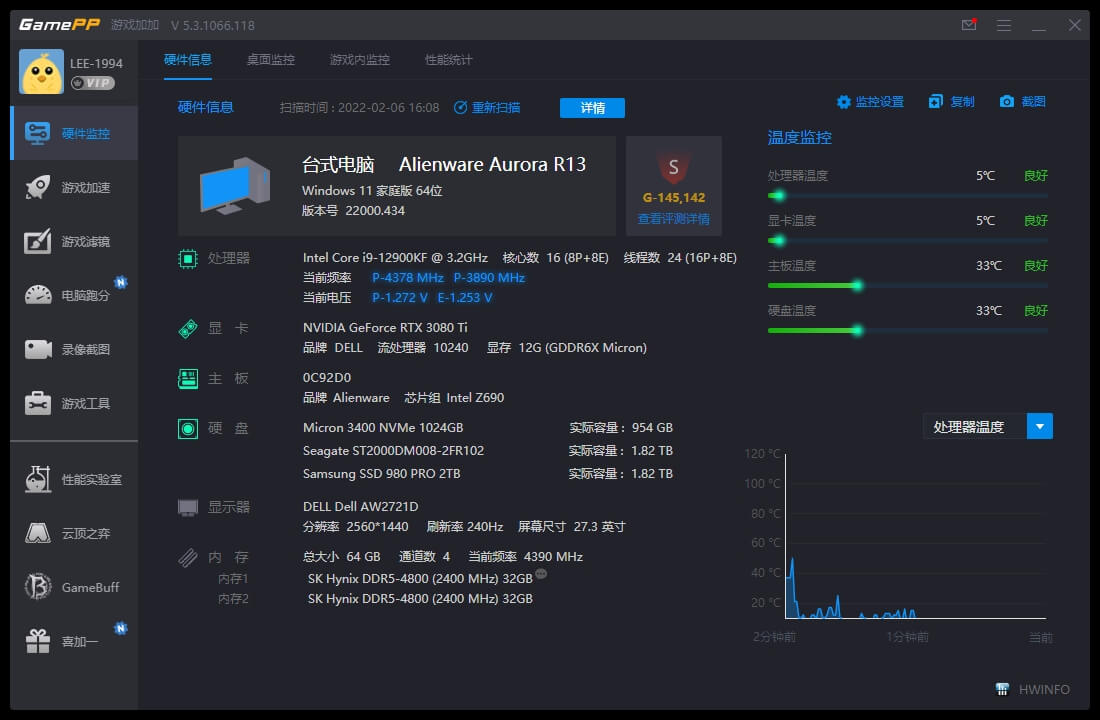 GamePP 游戏加加 V 5.3.1066.118
LEE-1994
VIP
硬件监控
游戏加速
游戏滤镜
电脑跑分
N
录像截图
游戏工具
性能实验室
云顶之弈
GameBuff
喜加一
N
硬件信息 桌面监控 游戏内监控 性能统计
硬件信息 扫描时间 : 2022-02-06 16:08 重新扫描 详情
监控设置 复制 截图
台式电脑 Alienware Aurora R13
Windows 11 家庭版 64位
版本号 22000.434
S
G-145,142
查看评测详情
处理器 Intel Core i9-12900KF @ 3.2GHz 核心数 16 (8P+8E) 线程数 24 (16P+8E)
当前频率 P-4378 MHz P-3890 MHz
当前电压 P-1.272 V E-1.253 V
显 卡 NVIDIA GeForce RTX 3080 Ti
品牌 DELL 流处理器 10240 显存 12G (GDDR6X Micron)
主 板 0C92D0
品牌 Alienware 芯片组 Intel Z690
硬 盘 Micron 3400 NVMe 1024GB 实际容量 : 954 GB
Seagate ST2000DM008-2FR102 实际容量 : 1.82 TB
Samsung SSD 980 PRO 2TB 实际容量 : 1.82 TB
显示器 DELL Dell AW2721D
分辨率 2560*1440 刷新率 240Hz 屏幕尺寸 27.3 英寸
内 存 总大小 64 GB 通道数 4 当前频率 4390 MHz
内存1 SK Hynix DDR5-4800 (2400 MHz) 32GB
内存2 SK Hynix DDR5-4800 (2400 MHz) 32GB
温度监控
处理器温度 5℃ 良好
显卡温度 5℃ 良好
主板温度 33℃ 良好
硬盘温度 33℃ 良好
处理器温度
120 °C
100 °C
80 °C
60 °C
40 °C
20 °C
2分钟前 1分钟前 当前
HWINFO